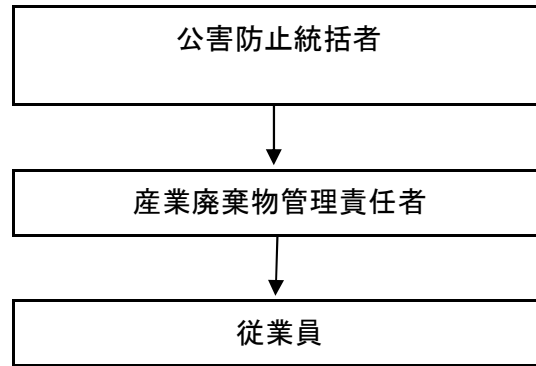 公害防止統括者
産業廃棄物管理責任者
従業員